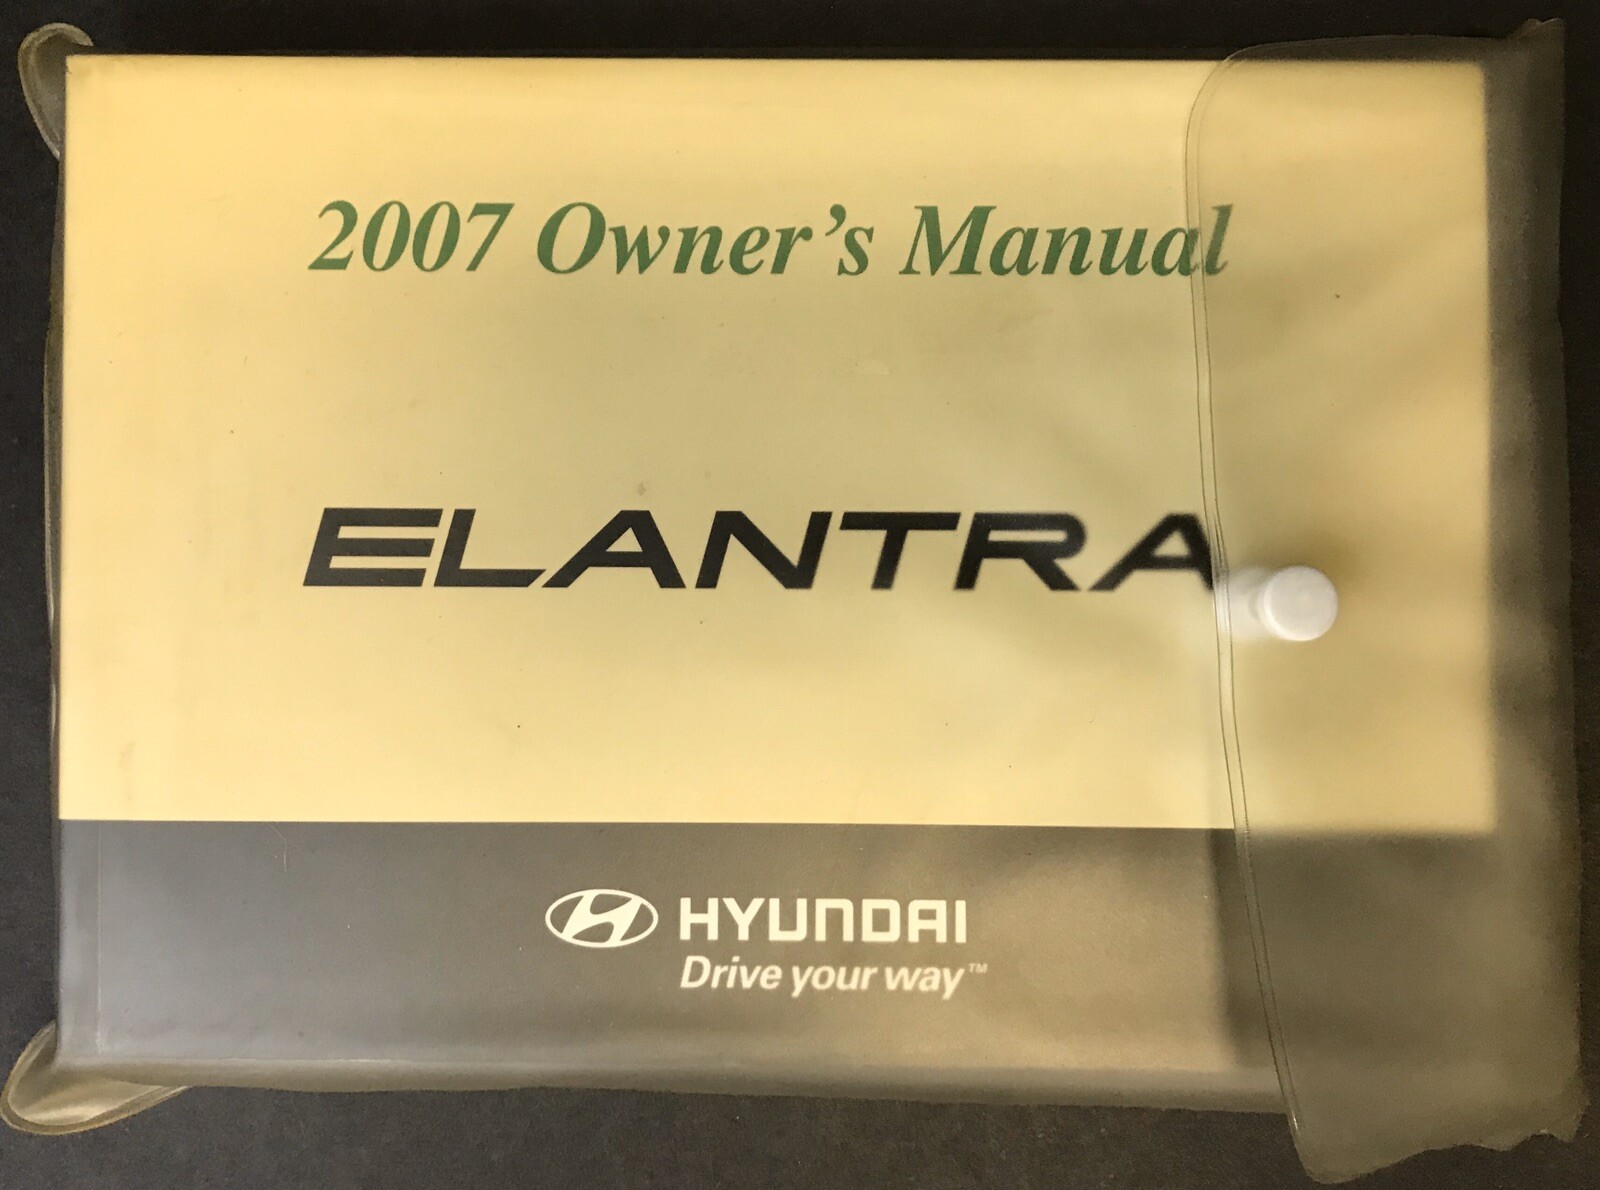 2007 Owner's Manual
ELANTRA
HYUNDAI
Drive your way™